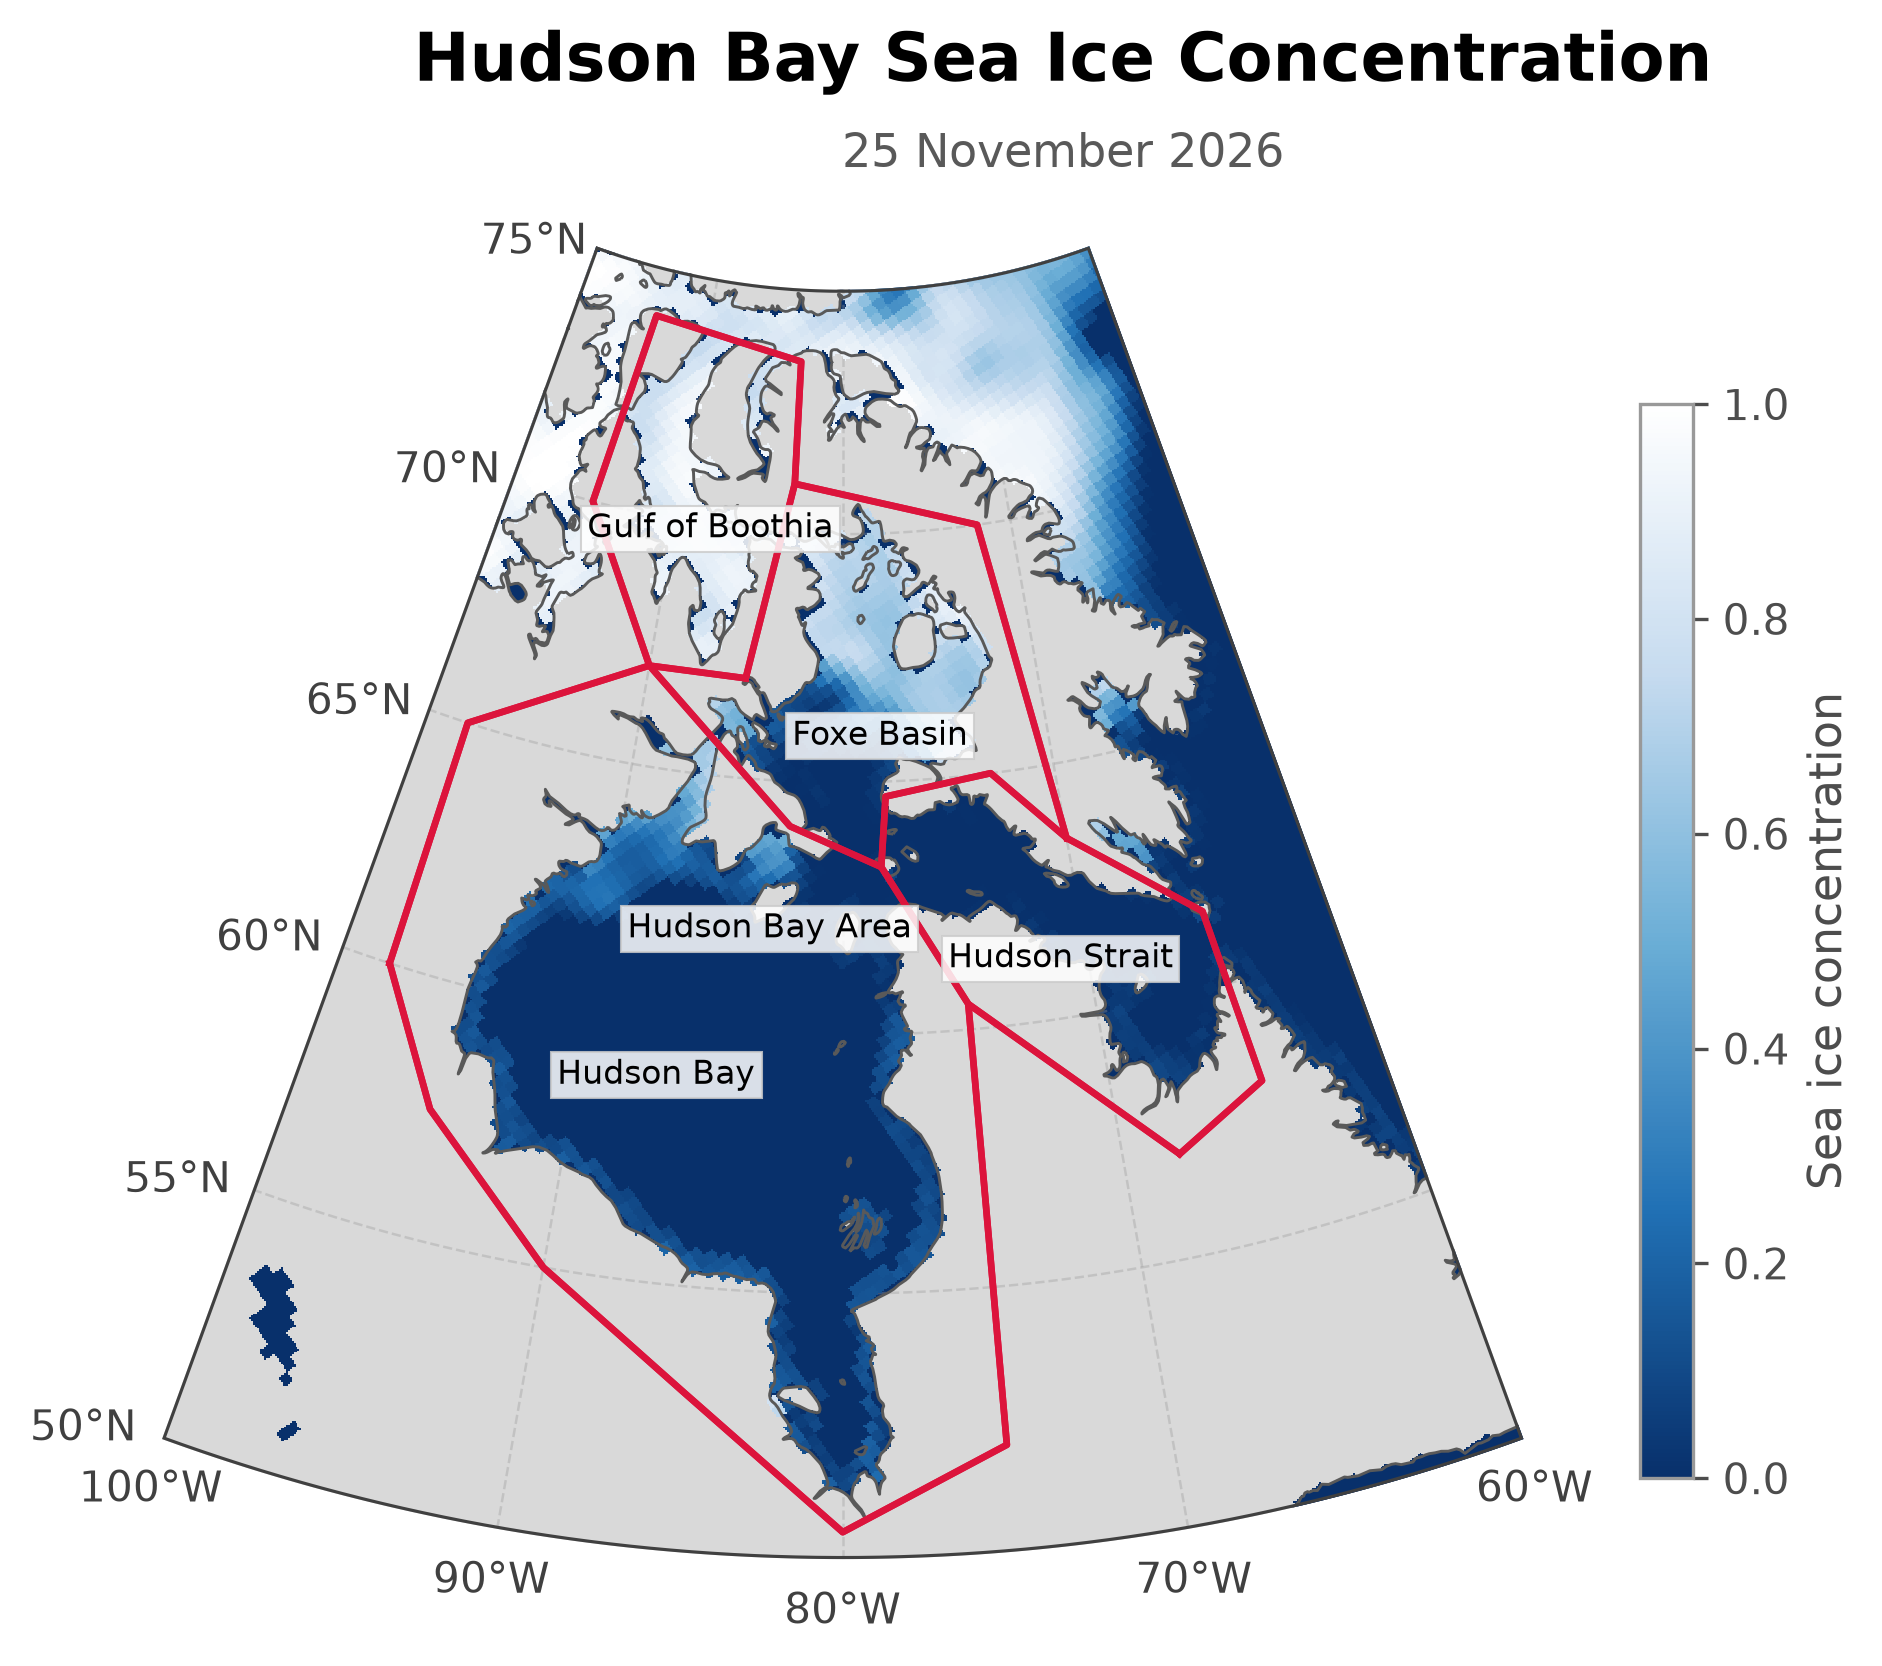 Hudson Bay Sea Ice Concentration
25 November 2026
75°N
70°N
65°N
60°N
55°N
50°N
100°W
90°W
80°W
70°W
60°W
Gulf of Boothia
Foxe Basin
Hudson Bay Area
Hudson Strait
Hudson Bay
1.0
0.8
0.6
0.4
0.2
0.0
Sea ice concentration